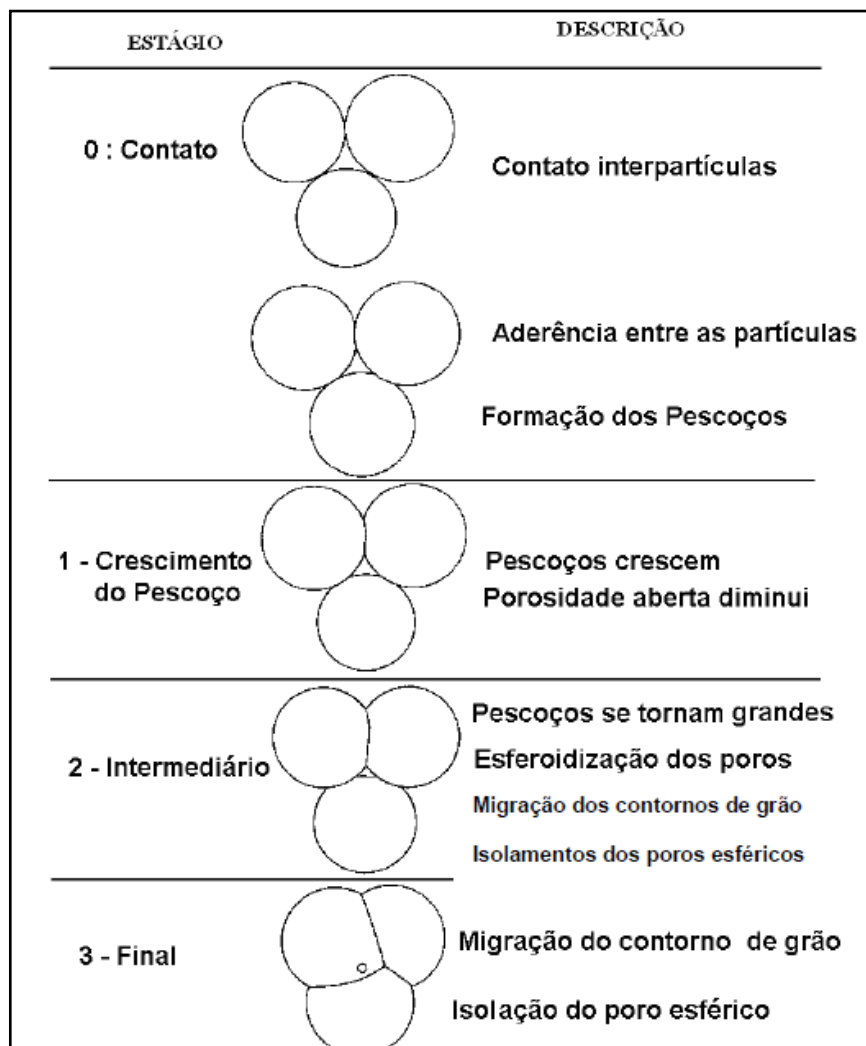 ESTÁGIO
DESCRIÇÃO
0 : Contato
Contato interpartículas
Aderência entre as partículas
Formação dos Pescoços
1 - Crescimento
do Pescoço
Pescoços crescem
Porosidade aberta diminui
2 - Intermediário
Pescoços se tornam grandes
Esferoidização dos poros
Migração dos contornos de grão
Isolamentos dos poros esféricos
3 - Final
Migração do contorno de grão
Isolação do poro esférico